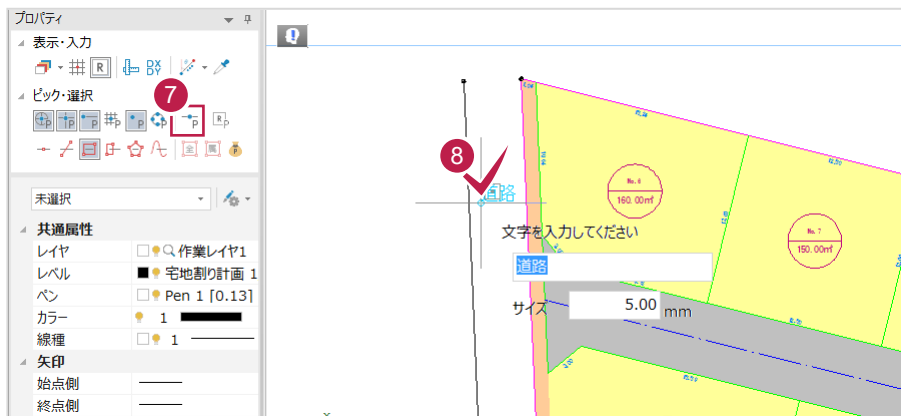 プロパティ
表示・入力
R
DX
DY
ピック・選択
7
P
P
P
P
P
P
P
R
P
全
属
P
8
未選択
共通属性
レイヤ
作業レイヤ1
レベル
宅地割り計画 1
ペン
Pen 1 [0.13]
カラー
1
線種
1
矢印
始点側
終点側
道路
文字を入力してください
道路
サイズ
5.00
mm
No. 6
160.00㎡
No. 7
150.00㎡